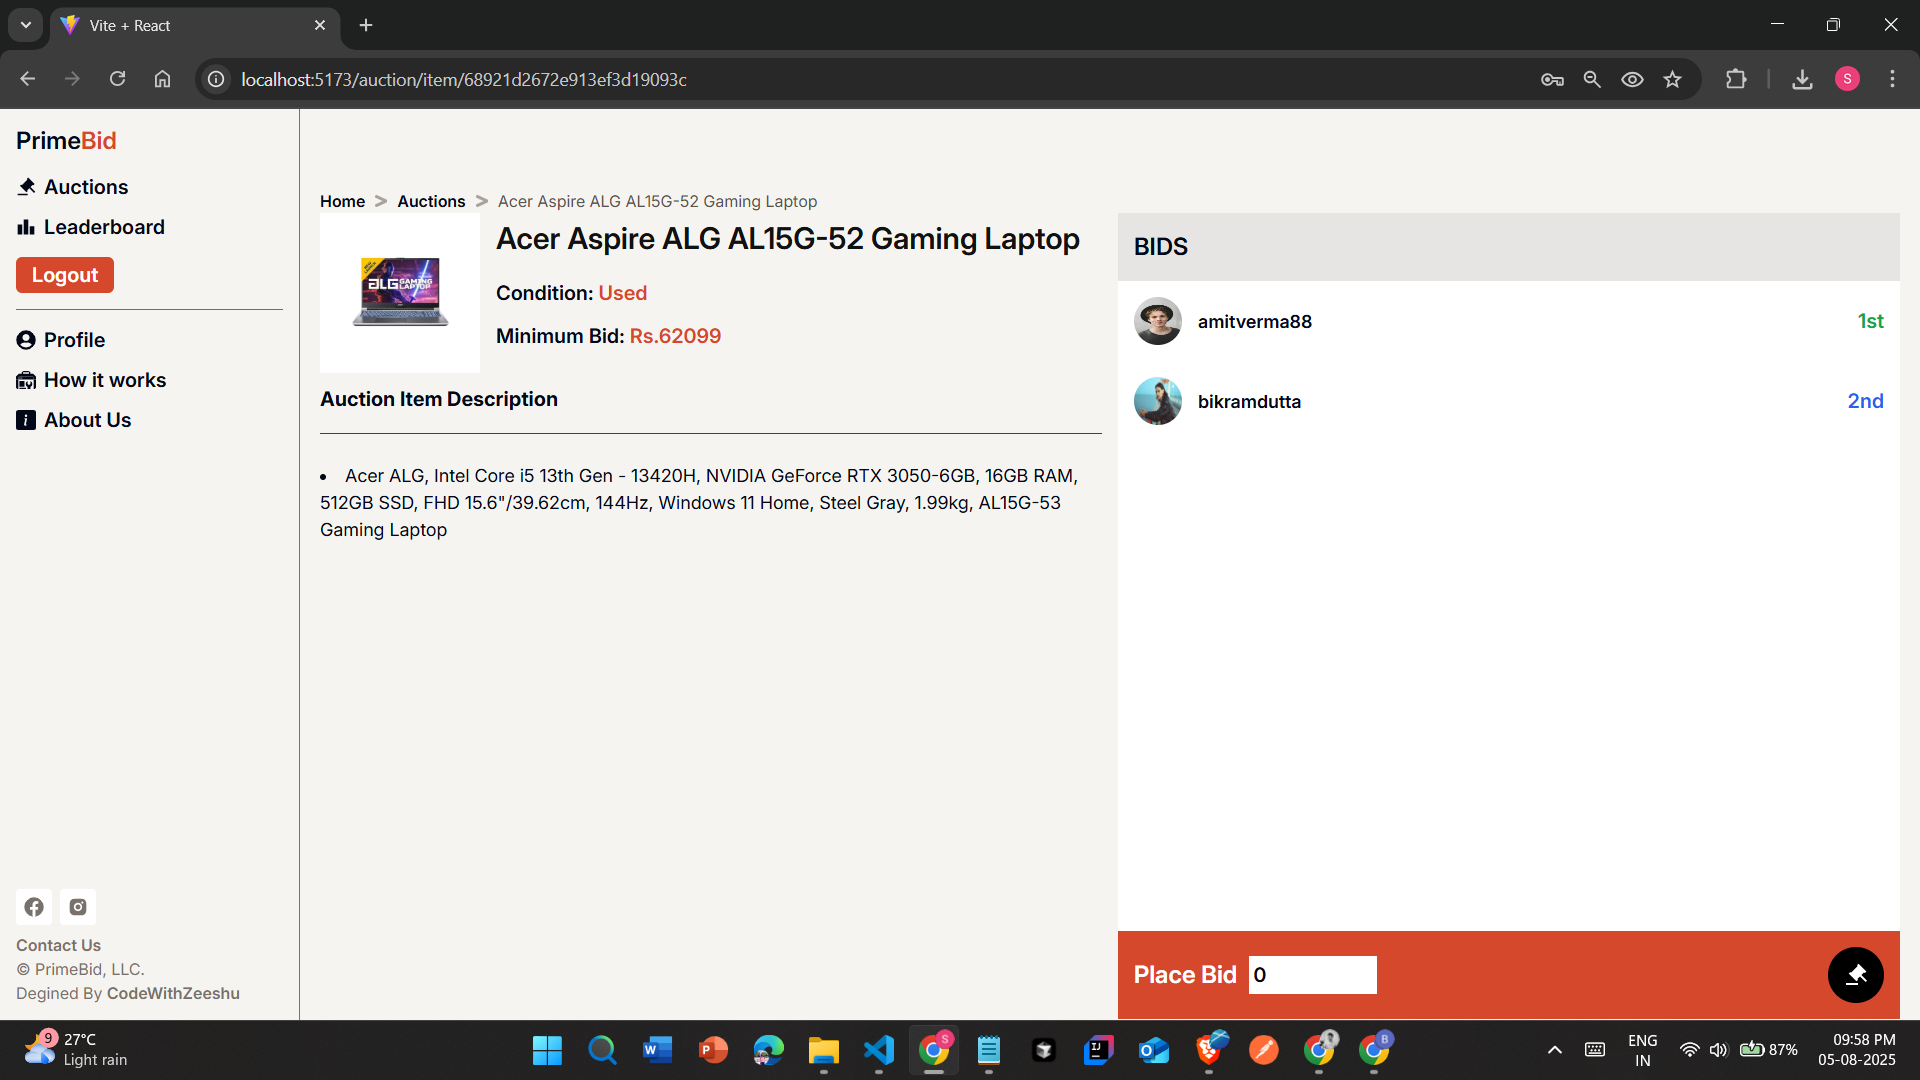 Vite + React
localhost:5173/auction/item/68921d2672e913ef3d19093c
S
PrimeBid
Auctions
Leaderboard
Logout
Profile
How it works
About Us
Contact Us
© PrimeBid, LLC.
Degined By CodeWithZeeshu
Home > Auctions > Acer Aspire ALG AL15G-52 Gaming Laptop
ALG GAMING LAPTOP
Acer Aspire ALG AL15G-52 Gaming Laptop
Condition: Used
Minimum Bid: Rs.62099
Auction Item Description
• Acer ALG, Intel Core i5 13th Gen - 13420H, NVIDIA GeForce RTX 3050-6GB, 16GB RAM,
512GB SSD, FHD 15.6"/39.62cm, 144Hz, Windows 11 Home, Steel Gray, 1.99kg, AL15G-53
Gaming Laptop
BIDS
amitverma88 1st
bikramdutta 2nd
Place Bid 0
9
27°C
Light rain
W
P
S
IJ
O
B
ENG
IN
87%
09:58 PM
05-08-2025